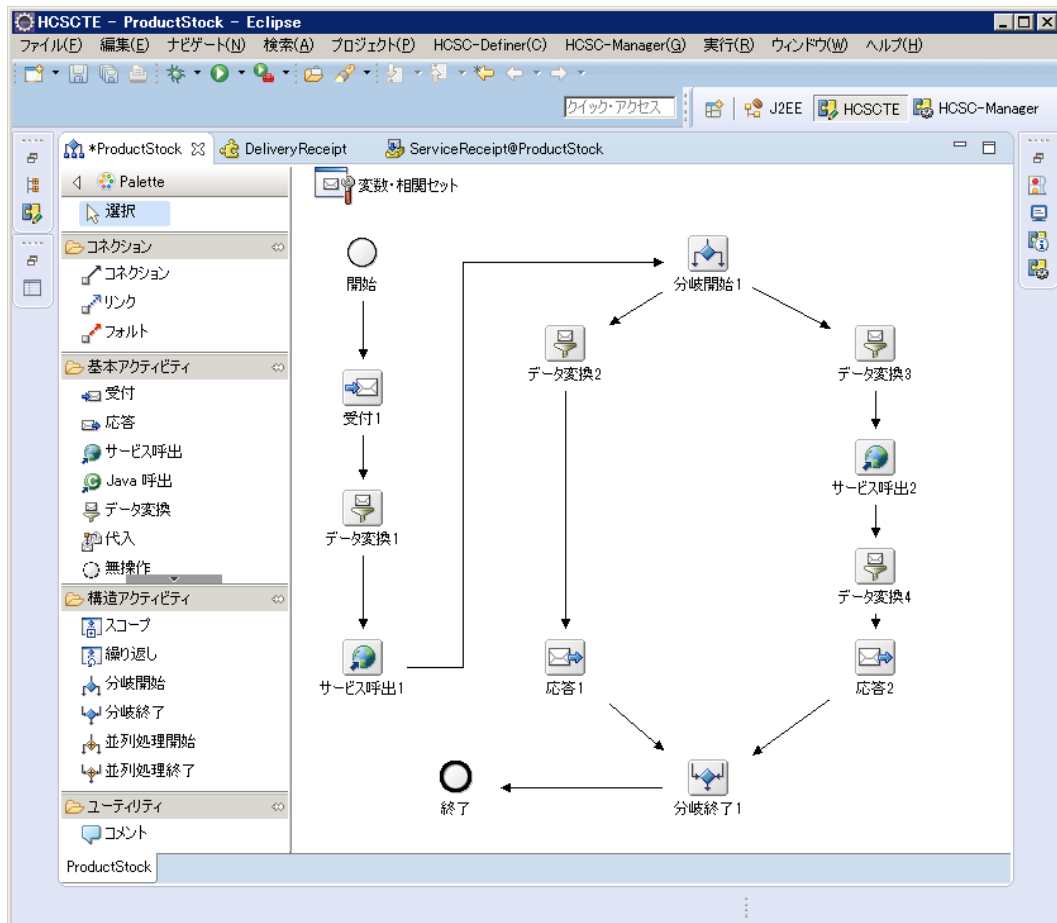 HCSCTE - ProductStock - Eclipse
ファイル(F) 編集(E) ナビゲート(N) 検索(A) プロジェクト(P) HCSC-Definer(C) HCSC-Manager(G) 実行(R) ウィンドウ(W) ヘルプ(H)
クイック・アクセス J2EE HCSCTE HCSC-Manager
*ProductStock DeliveryReceipt ServiceReceipt@ProductStock
Palette
選択
コネクション
コネクション
リンク
フォルト
基本アクティビティ
受付
応答
サービス呼出
Java 呼出
データ変換
代入
無操作
構造アクティビティ
スコープ
繰り返し
分岐開始
分岐終了
並列処理開始
並列処理終了
ユーティリティ
コメント
変数・相関セット
開始
受付1
データ変換1
サービス呼出1
分岐開始1
データ変換2
データ変換3
サービス呼出2
データ変換4
応答1
応答2
分岐終了1
終了
ProductStock